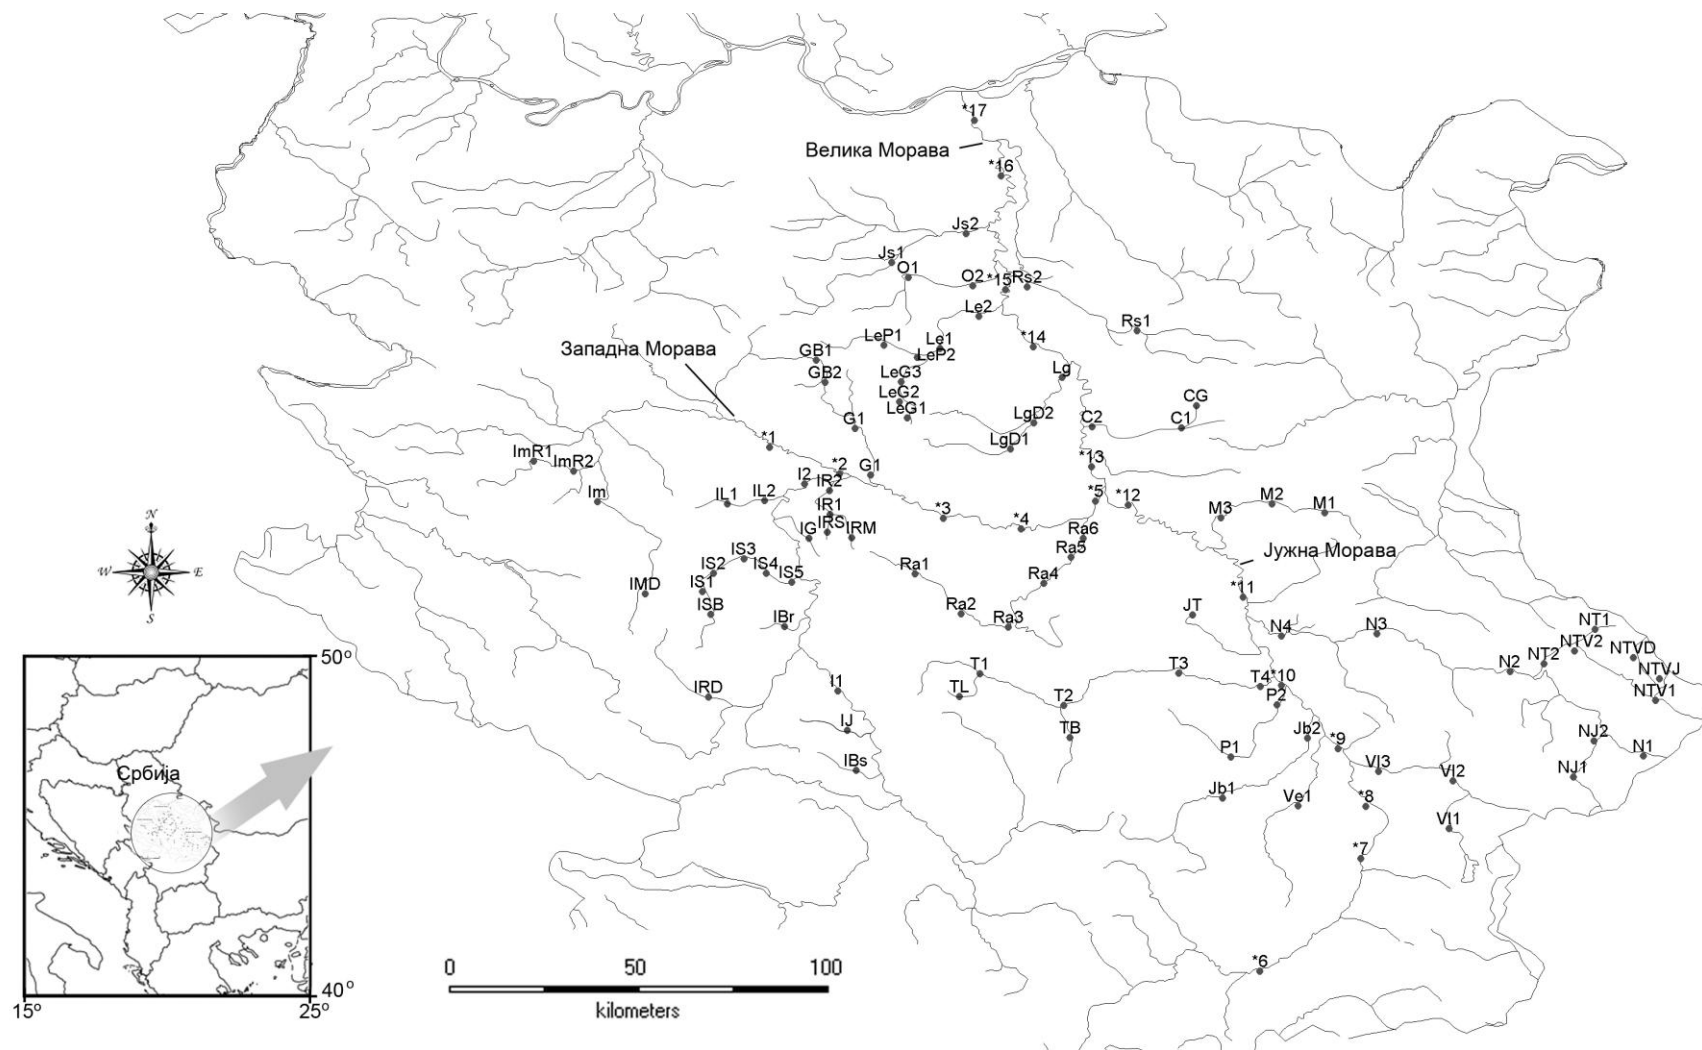 *17
Велика Морава
*16
Js2
Js1
O1
O2
*15
Rs2
Le2
Rs1
*14
LeP1
Le1
LeP2
GB1
Западна Морава
GB2
LeG3
Lg
LeG2
LeG1
CG
LgD2
C2
C1
G1
*1
LgD1
ImR1
ImR2
*2
G1
*13
I2
IR2
Im
IL1
IL2
*5
*12
M3
M2
M1
IR1
*3
*4
IG
IRS
IRM
Ra6
Ra5
Јужна Морава
N
W
E
S
IS3
IS2
IS4
IS5
IS1
Ra1
Ra4
IMD
ISB
*11
JT
IBr
Ra2
Ra3
N4
N3
NT1
NTV2
NTVD
NT2
N2
NTVJ
NTV1
50°
T1
TL
T3
T4
*10
IRD
I1
T2
P2
IJ
TB
Jb2
*9
NJ2
N1
P1
IBs
Vl3
Vl2
NJ1
Србија
Jb1
Ve1
*8
Vl1
*7
*6
0
50
100
kilometers
40°
15°
25°